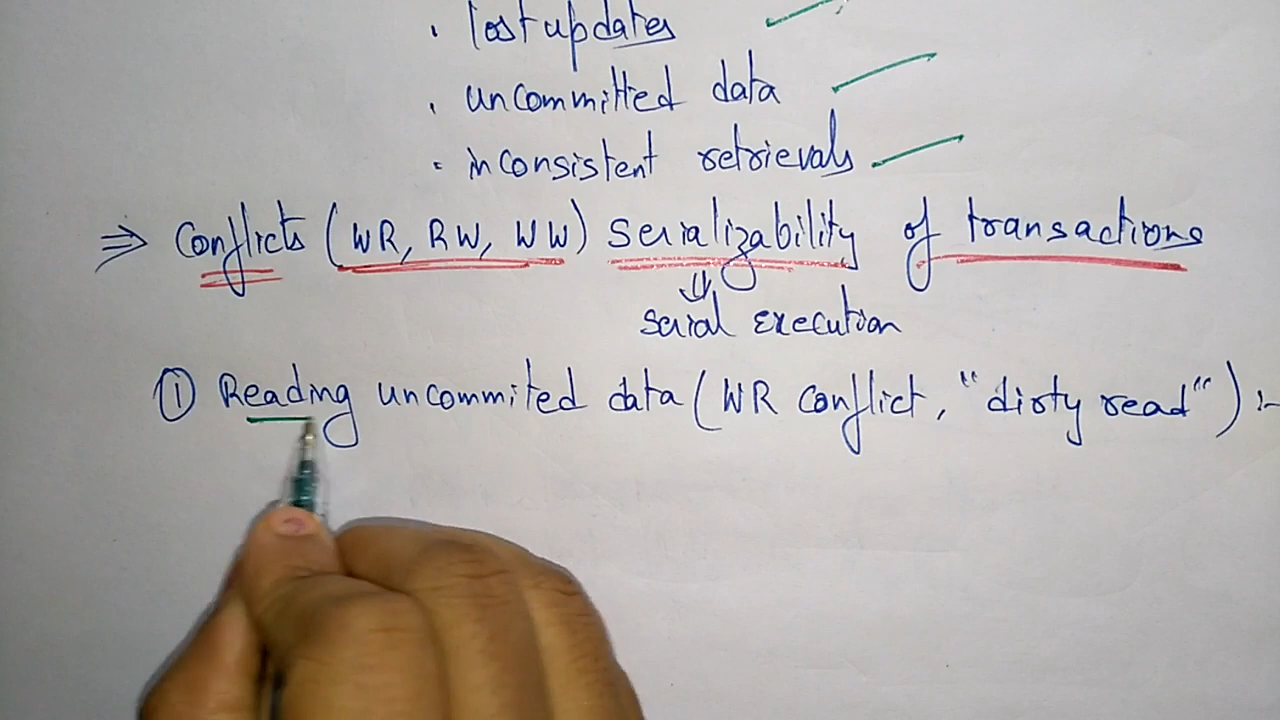 . lost updates
. uncommitted data
. inconsistent retrievals
⇒ Conflicts (WR, RW, WW) Serializability of transactions
⇓
serial execution
① Reading uncommited data (WR conflict, "dirty read") :-